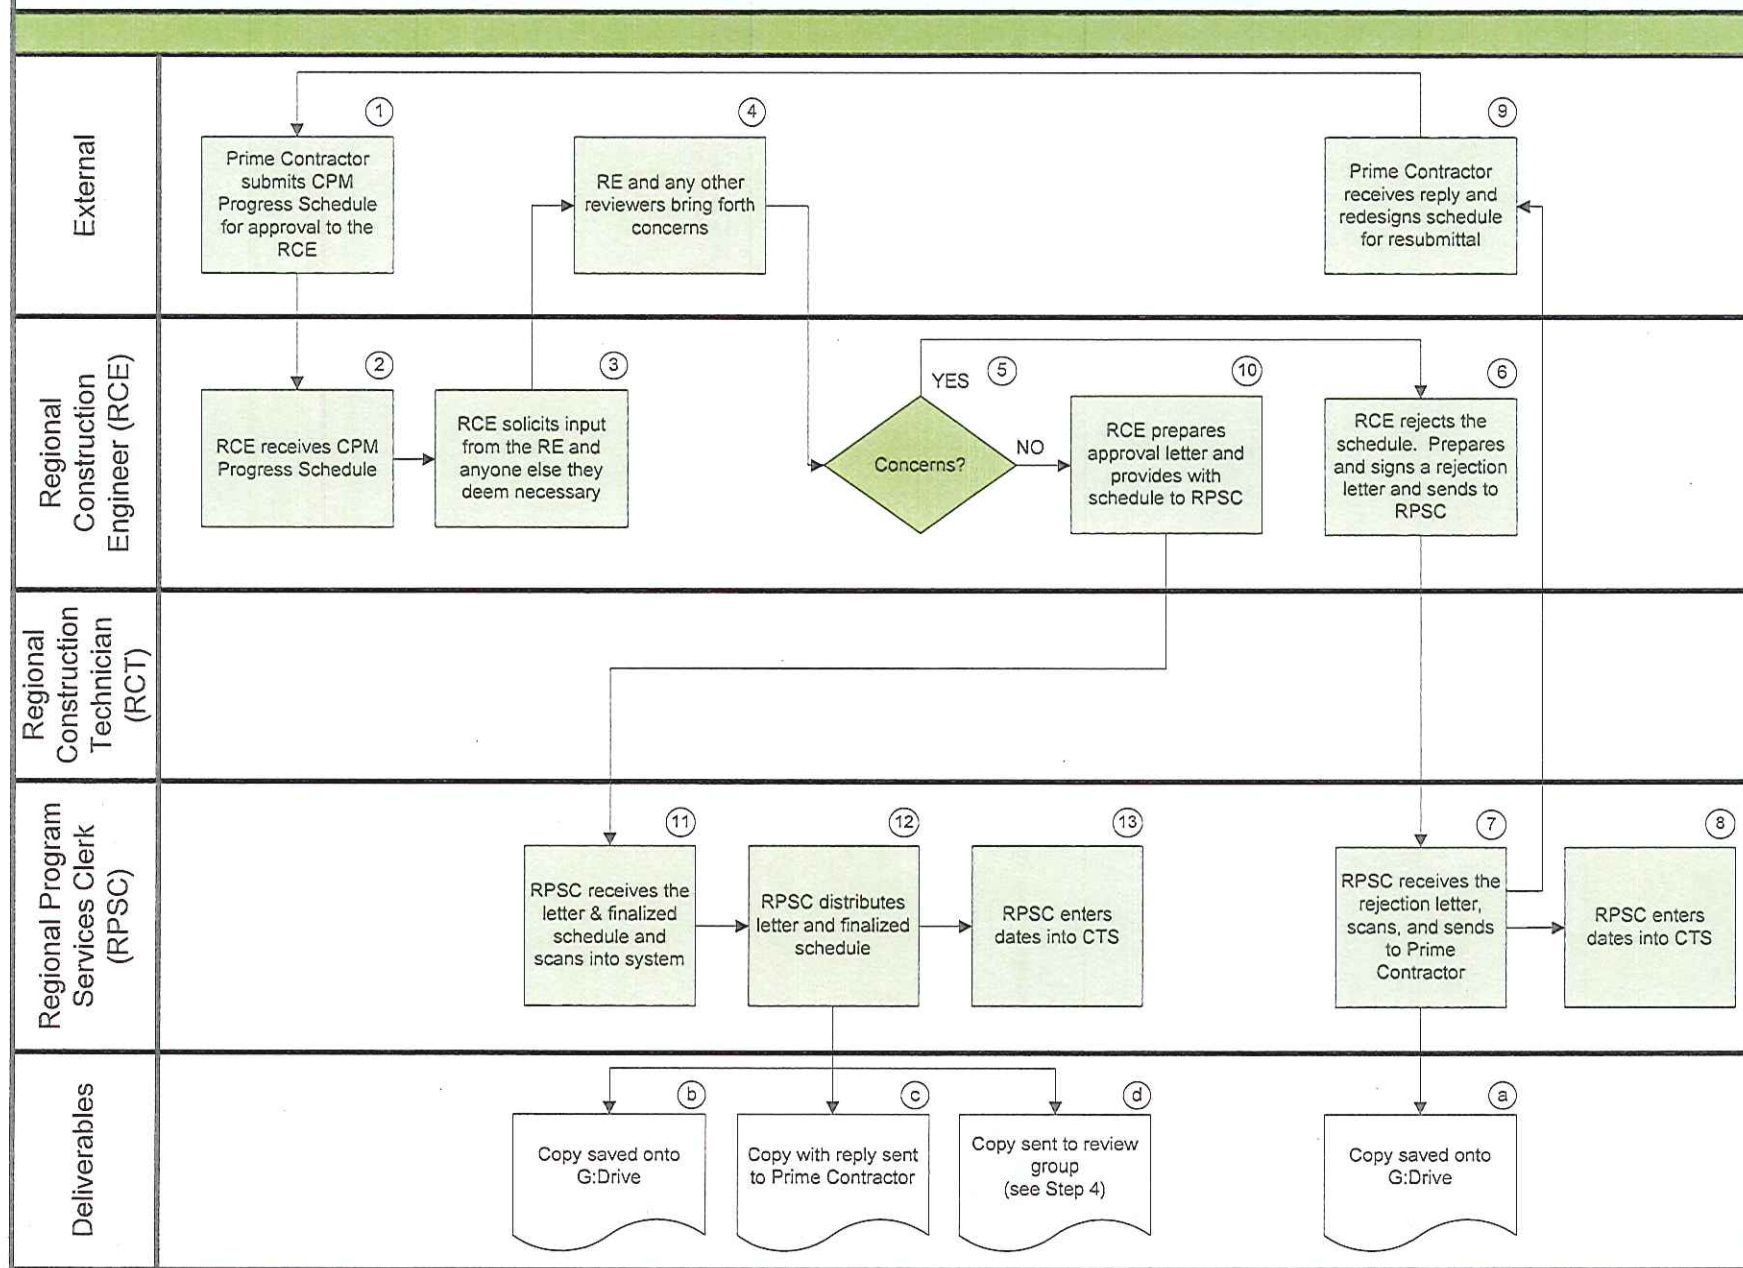 External
1
Prime Contractor
submits CPM
Progress Schedule
for approval to the
RCE
4
RE and any other
reviewers bring forth
concerns
9
Prime Contractor
receives reply and
redesigns schedule
for resubmittal
Regional
Construction
Engineer (RCE)
2
RCE receives CPM
Progress Schedule
3
RCE solicits input
from the RE and
anyone else they
deem necessary
YES
5
Concerns?
NO
10
RCE prepares
approval letter and
provides with
schedule to RPSC
6
RCE rejects the
schedule. Prepares
and signs a rejection
letter and sends to
RPSC
Regional
Construction
Technician
(RCT)
Regional Program
Services Clerk
(RPSC)
11
RPSC receives the
letter & finalized
schedule and
scans into system
12
RPSC distributes
letter and finalized
schedule
13
RPSC enters
dates into CTS
7
RPSC receives the
rejection letter,
scans, and sends
to Prime
Contractor
8
RPSC enters
dates into CTS
Deliverables
b
Copy saved onto
G:Drive
c
Copy with reply sent
to Prime Contractor
d
Copy sent to review
group
(see Step 4)
a
Copy saved onto
G:Drive